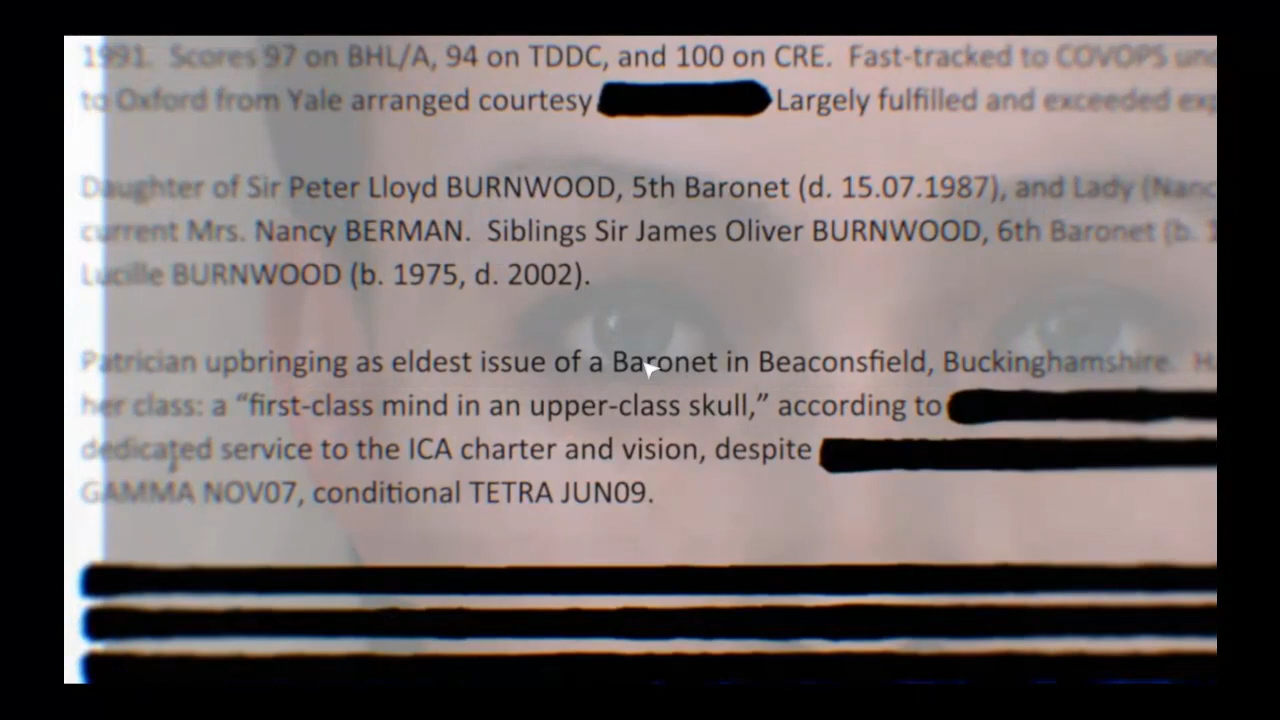 1991. Scores 97 on BHL/A, 94 on TDDC, and 100 on CRE. Fast-tracked to COVOPS
to Oxford from Yale arranged courtesy Largely fulfilled and exceeded
Daughter of Sir Peter Lloyd BURNWOOD, 5th Baronet (d. 15.07.1987), and Lady
current Mrs. Nancy BERMAN. Siblings Sir James Oliver BURNWOOD, 6th Baronet (b.
Lucille BURNWOOD (b. 1975, d. 2002).
Patrician upbringing as eldest issue of a Baronet in Beaconsfield, Buckinghamshire.
her class: a “first-class mind in an upper-class skull,” according to
dedicated service to the ICA charter and vision, despite
GAMMA NOV07, conditional TETRA JUN09.